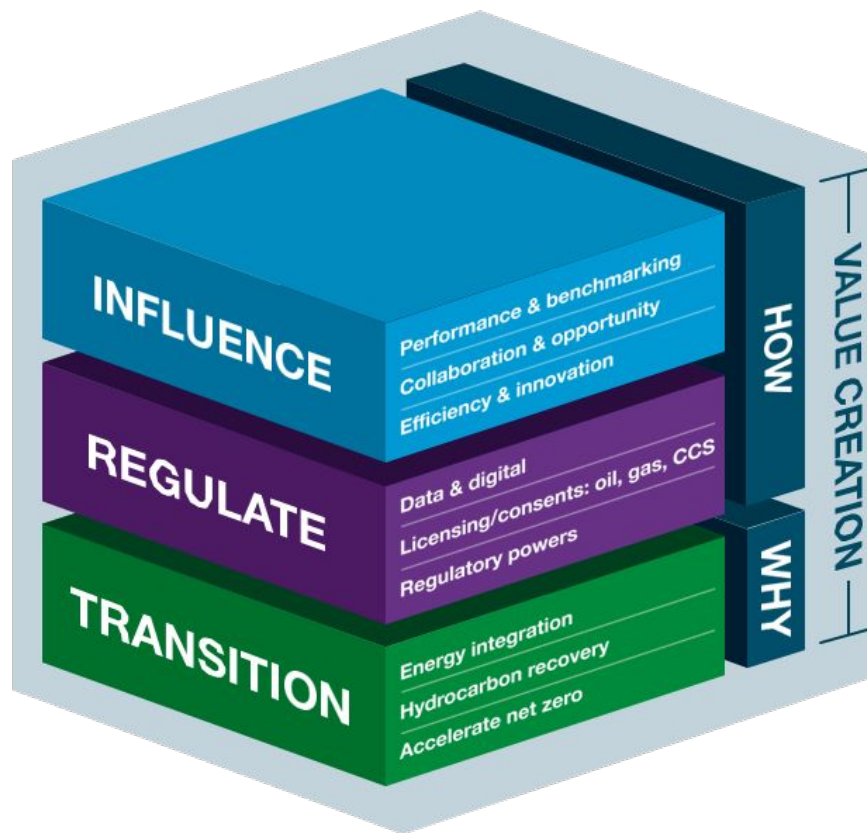 INFLUENCE
Performance & benchmarking
Collaboration & opportunity
Efficiency & innovation
REGULATE
Data & digital
Licensing/consents: oil, gas, CCS
Regulatory powers
TRANSITION
Energy integration
Hydrocarbon recovery
Accelerate net zero
HOW
WHY
VALUE CREATION